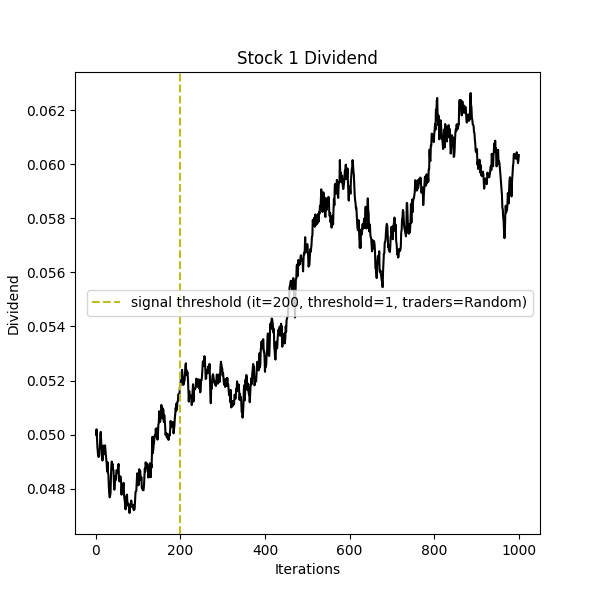 Stock 1 Dividend
0.062
0.060
0.058
0.056
0.054
0.052
0.050
0.048
Dividend
signal threshold (it=200, threshold=1, traders=Random)
0 200 400 600 800 1000
Iterations